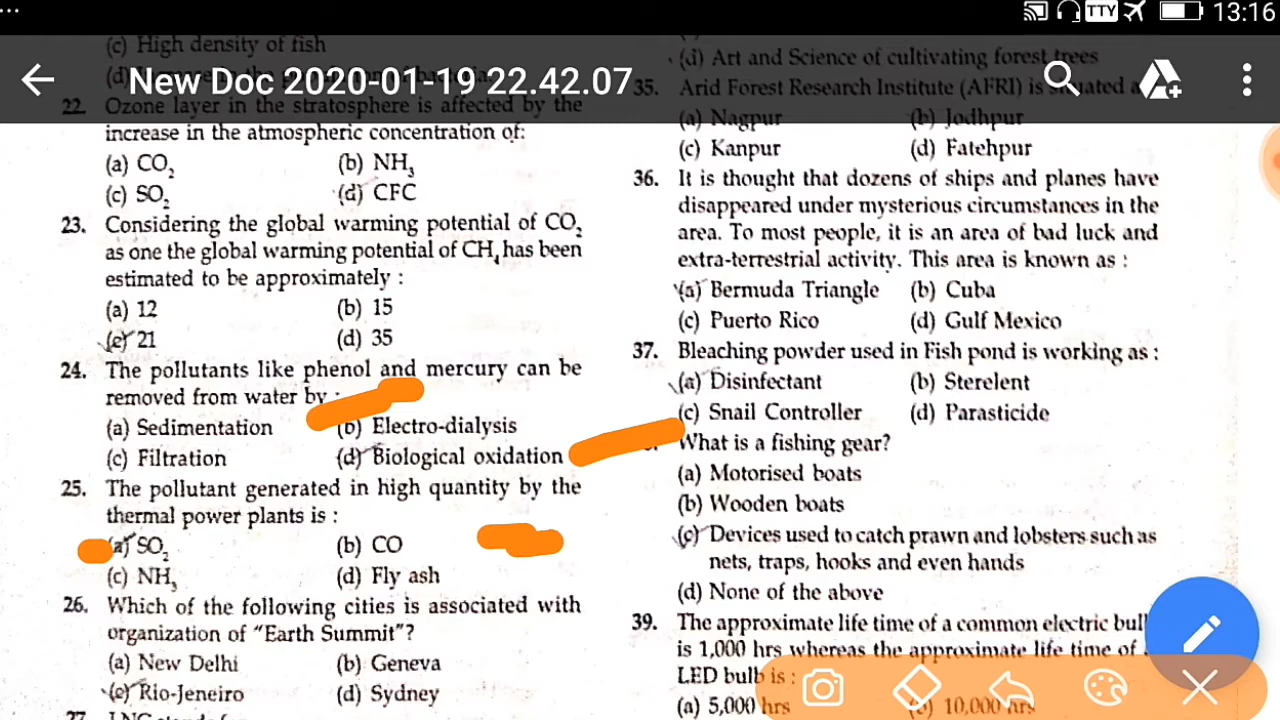 TTY 13:16
New Doc 2020-01-19 22.42.07
(c) High density of fish
22. Ozone layer in the stratosphere is affected by the
increase in the atmospheric concentration of:
(a) CO₂ (b) NH₃
(c) SO₂ (d) CFC
23. Considering the global warming potential of CO₂
as one the global warming potential of CH₄ has been
estimated to be approximately :
(a) 12 (b) 15
(c) 21 (d) 35
24. The pollutants like phenol and mercury can be
removed from water by :
(a) Sedimentation (b) Electro-dialysis
(c) Filtration (d) Biological oxidation
25. The pollutant generated in high quantity by the
thermal power plants is :
(a) SO₂ (b) CO
(c) NH₃ (d) Fly ash
26. Which of the following cities is associated with
organization of “Earth Summit”?
(a) New Delhi (b) Geneva
(c) Rio-Jeneiro (d) Sydney
(d) Art and Science of cultivating forest trees
35. Arid Forest Research Institute (AFRI) is situated
(a) Nagpur (b) Jodhpur
(c) Kanpur (d) Fatehpur
36. It is thought that dozens of ships and planes have
disappeared under mysterious circumstances in the
area. To most people, it is an area of bad luck and
extra-terrestrial activity. This area is known as :
(a) Bermuda Triangle (b) Cuba
(c) Puerto Rico (d) Gulf Mexico
37. Bleaching powder used in Fish pond is working as :
(a) Disinfectant (b) Sterelent
(c) Snail Controller (d) Parasticide
What is a fishing gear?
(a) Motorised boats
(b) Wooden boats
(c) Devices used to catch prawn and lobsters such as
nets, traps, hooks and even hands
(d) None of the above
39. The approximate life time of a common electric bul
is 1,000 hrs whereas the approximate life time of
LED bulb is :
(a) 5,000 hrs 10,000 hrs